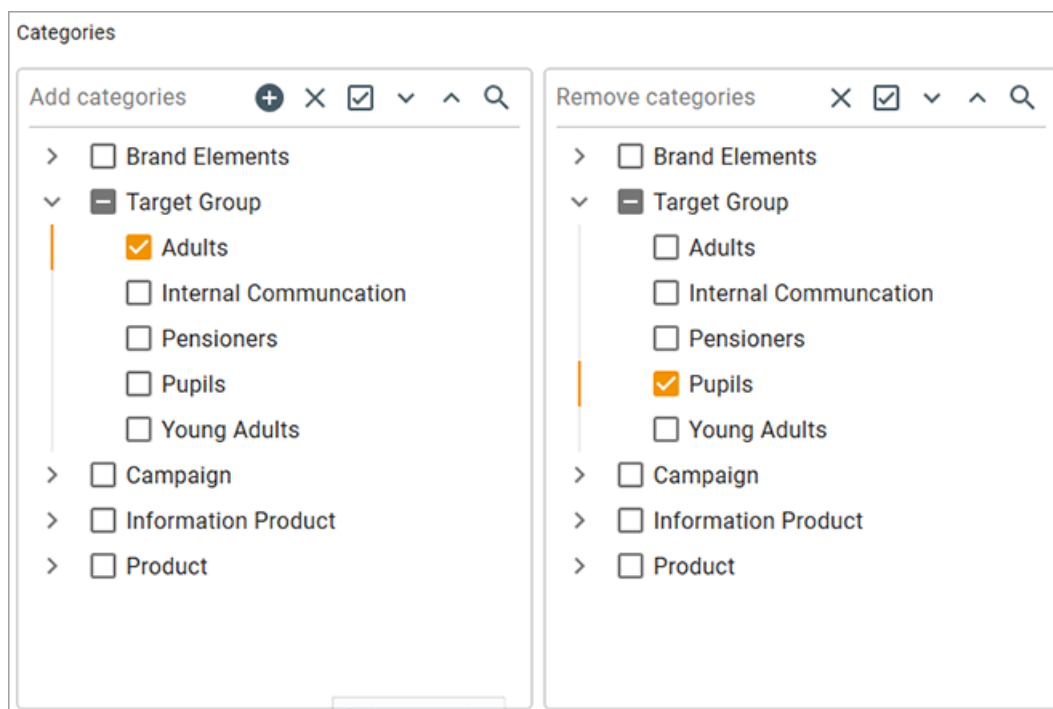 Categories
Add categories
Brand Elements
Target Group
Adults
Internal Communcation
Pensioners
Pupils
Young Adults
Campaign
Information Product
Product
Remove categories
Brand Elements
Target Group
Adults
Internal Communcation
Pensioners
Pupils
Young Adults
Campaign
Information Product
Product